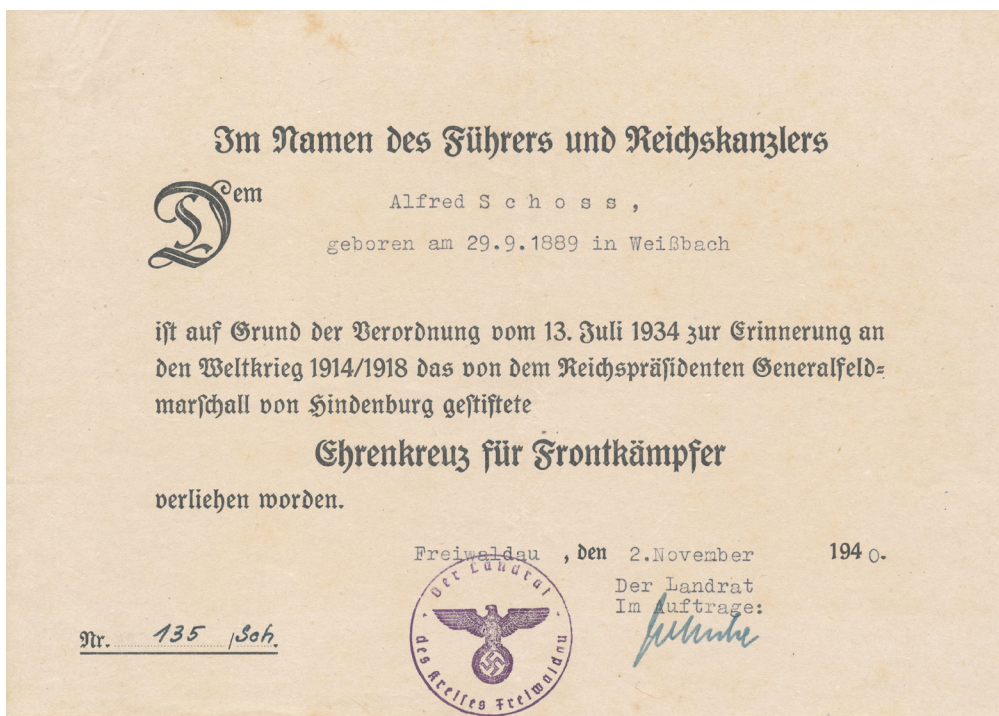 Im Namen des Führers und Reichskanzlers
Dem
Alfred S c h o s s ,
geboren am 29.9.1889 in Weißbach
ist auf Grund der Verordnung vom 13. Juli 1934 zur Erinnerung an
den Weltkrieg 1914/1918 das von dem Reichspräsidenten Generalfeld=
marschall von Hindenburg gestiftete
Ehrenkreuz für Frontkämpfer
verliehen worden.
Freiwaldau , den 2.November 1940.
Der Landrat
Im Auftrage:
Nr. 135 /Sch.
Der Landrat
des Kreises Freiwaldau